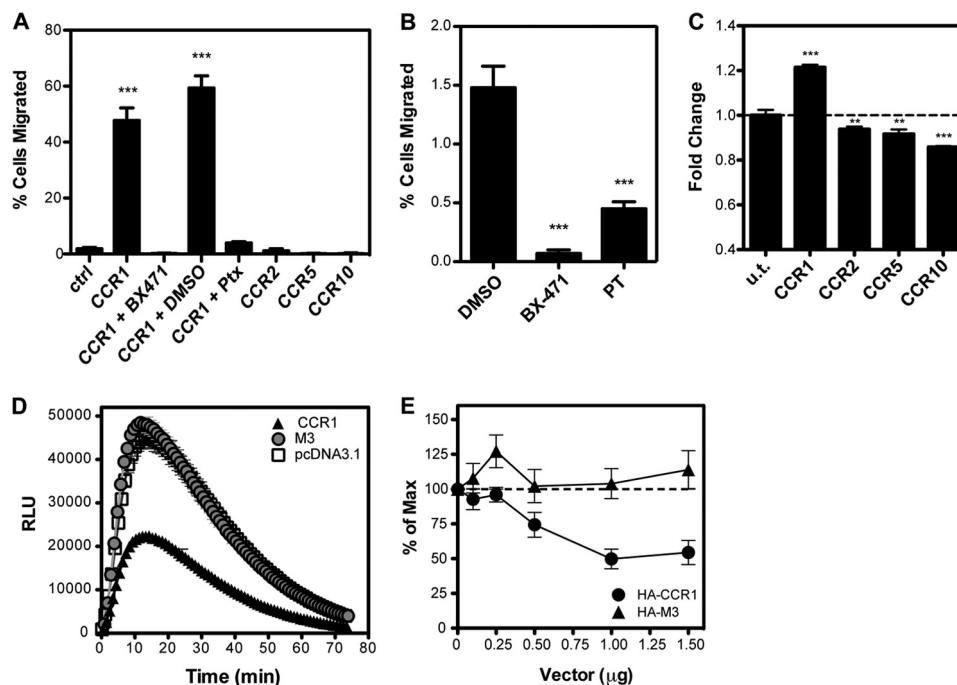 A
% Cells Migrated
80
60
40
20
0
***
***
ctrl
CCR1
CCR1 + BX471
CCR1 + DMSO
CCR1 + Ptx
CCR2
CCR5
CCR10
B
% Cells Migrated
2.0
1.5
1.0
0.5
0.0
***
***
DMSO
BX-471
PT
C
Fold Change
1.4
1.2
1.0
0.8
0.6
0.4
***
**
**
***
u.t.
CCR1
CCR2
CCR5
CCR10
D
RLU
50000
40000
30000
20000
10000
0
CCR1
M3
pcDNA3.1
0
10
20
30
40
50
60
70
80
Time (min)
E
% of Max
150
125
100
75
50
25
0
HA-CCR1
HA-M3
0
0.25
0.50
0.75
1.00
1.25
1.50
Vector (μg)